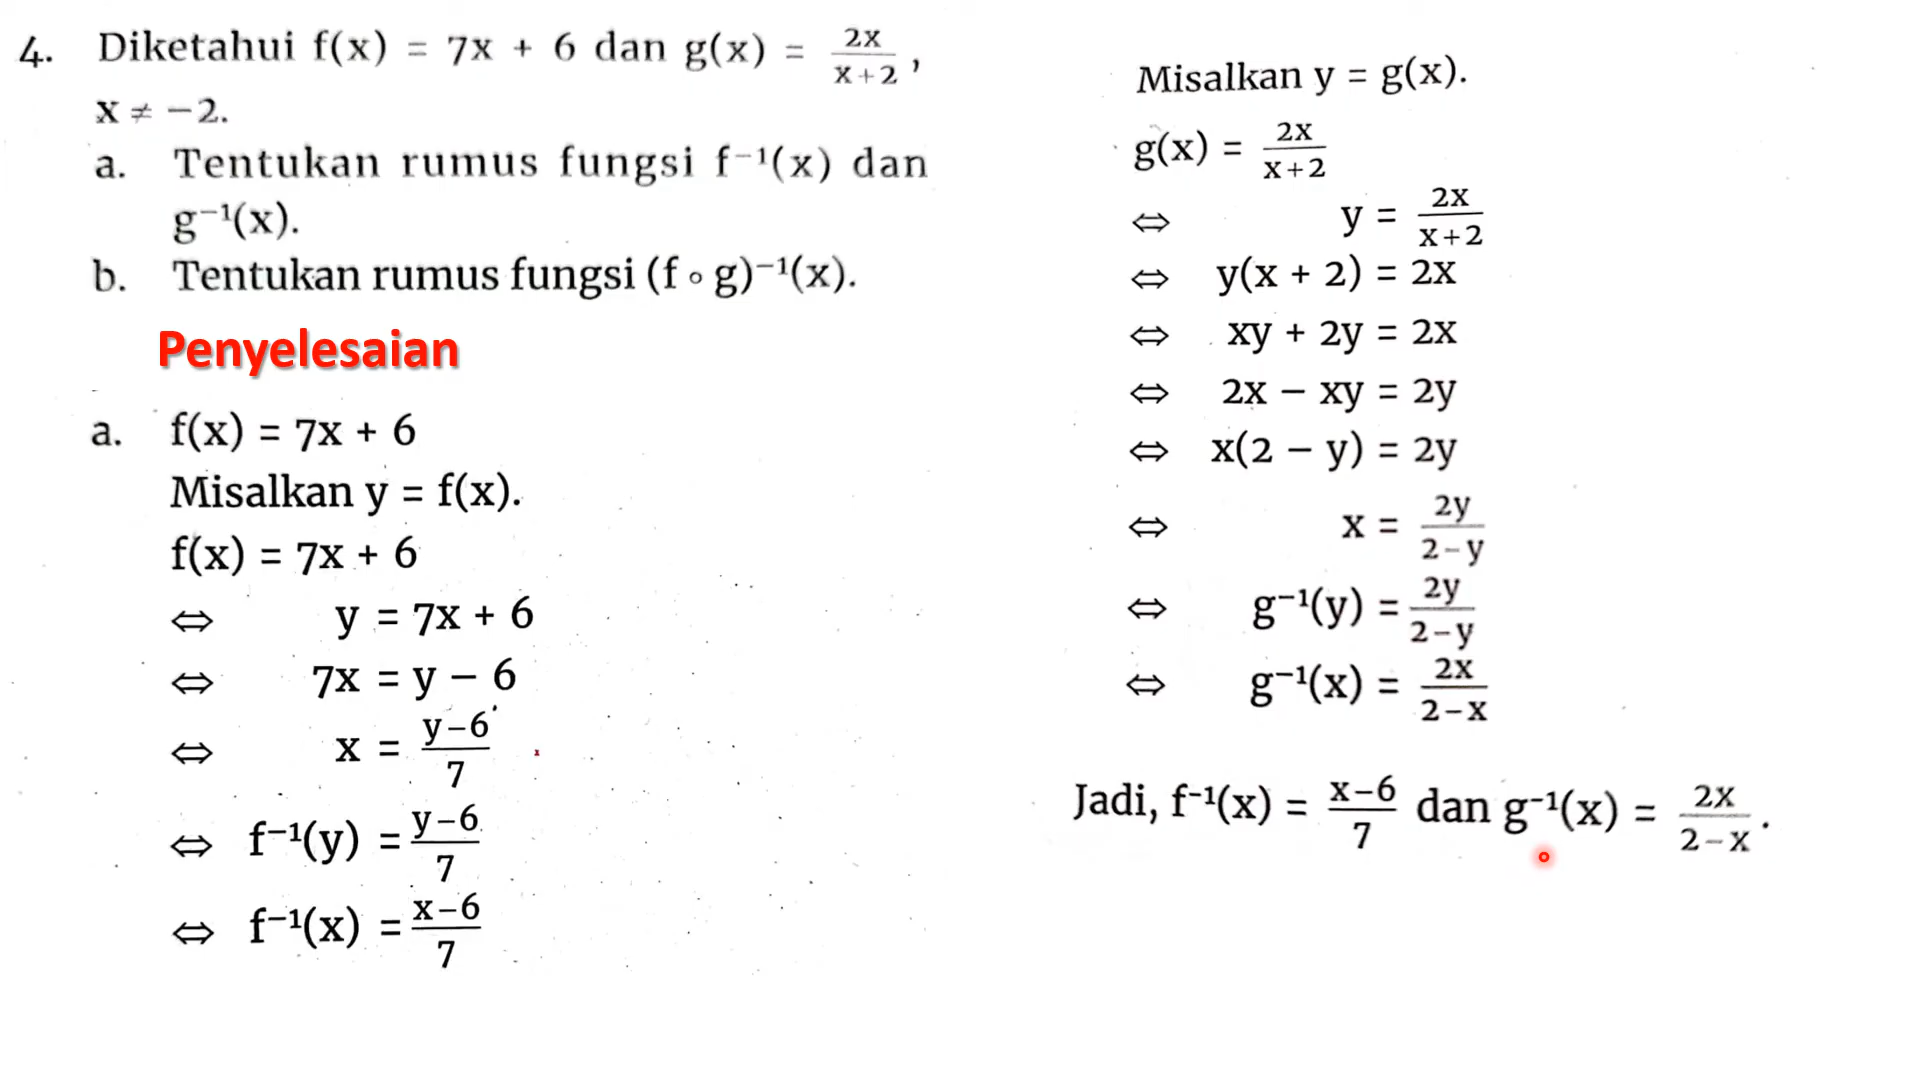 4. Diketahui f(x) = 7x + 6 dan g(x) = 2x/(x+2),
x ≠ −2.
a. Tentukan rumus fungsi f⁻¹(x) dan
g⁻¹(x).
b. Tentukan rumus fungsi (f ∘ g)⁻¹(x).
Penyelesaian
a. f(x) = 7x + 6
Misalkan y = f(x).
f(x) = 7x + 6
⇔ y = 7x + 6
⇔ 7x = y − 6
⇔ x = (y−6)/7
⇔ f⁻¹(y) = (y−6)/7
⇔ f⁻¹(x) = (x−6)/7
Misalkan y = g(x).
g(x) = 2x/(x+2)
⇔ y = 2x/(x+2)
⇔ y(x + 2) = 2x
⇔ xy + 2y = 2x
⇔ 2x − xy = 2y
⇔ x(2 − y) = 2y
⇔ x = 2y/(2−y)
⇔ g⁻¹(y) = 2y/(2−y)
⇔ g⁻¹(x) = 2x/(2−x)
Jadi, f⁻¹(x) = (x−6)/7 dan g⁻¹(x) = 2x/(2−x).